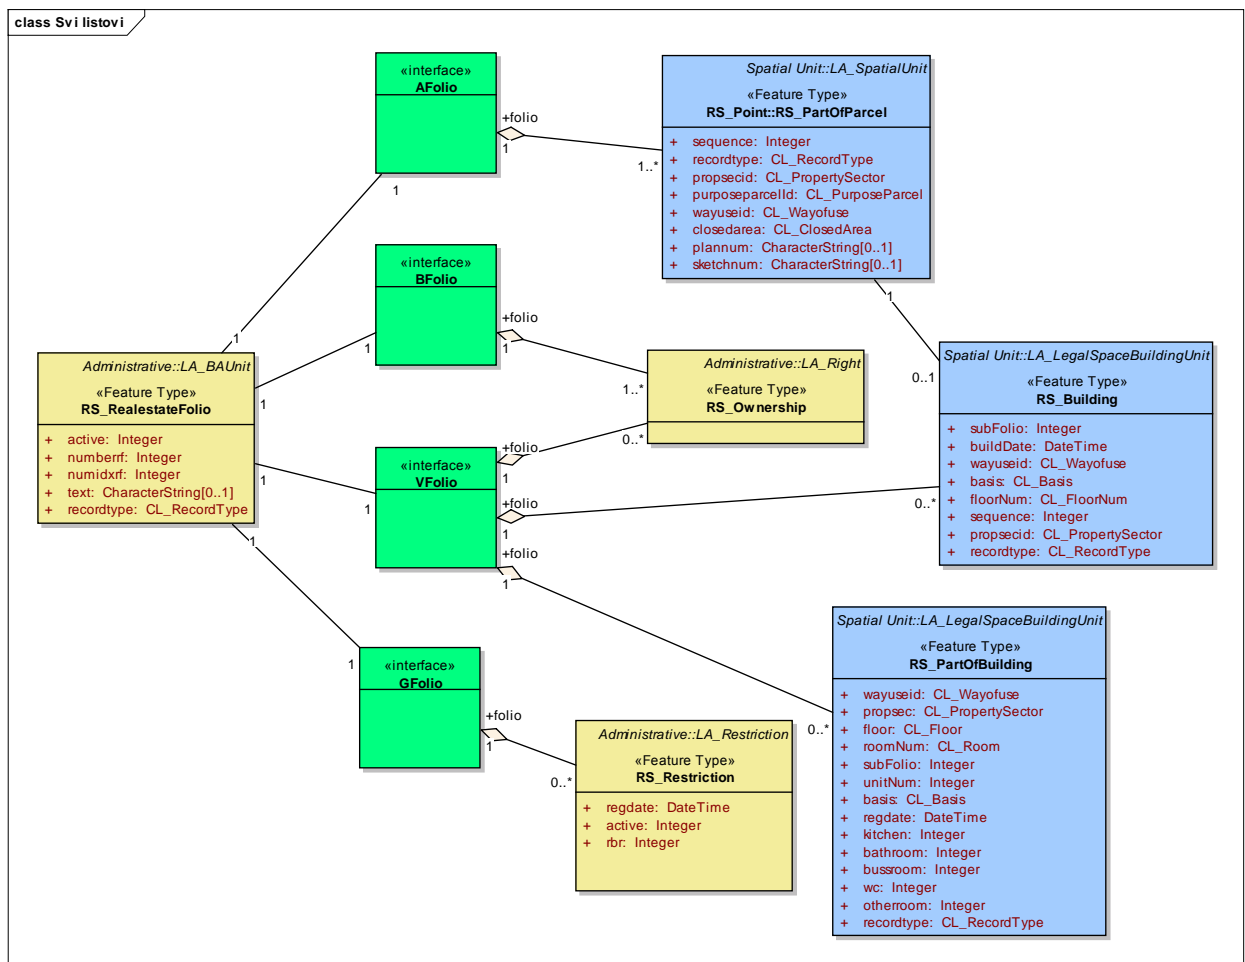 class Svi listovi
«interface»
AFolio
+folio
1
1
1
1..*
Spatial Unit::LA_SpatialUnit
«Feature Type»
RS_Point::RS_PartOfParcel
+ sequence: Integer
+ recordtype: CL_RecordType
+ propsecid: CL_PropertySector
+ purposeparcelId: CL_PurposeParcel
+ wayuseid: CL_Wayofuse
+ closedarea: CL_ClosedArea
+ plannum: CharacterString[0..1]
+ sketchnum: CharacterString[0..1]
1
0..1
«interface»
BFolio
+folio
1
1
1
1..*
Administrative::LA_BAUnit
«Feature Type»
RS_RealestateFolio
+ active: Integer
+ numberrf: Integer
+ numidxrf: Integer
+ text: CharacterString[0..1]
+ recordtype: CL_RecordType
Administrative::LA_Right
«Feature Type»
RS_Ownership
Spatial Unit::LA_LegalSpaceBuildingUnit
«Feature Type»
RS_Building
+ subFolio: Integer
+ buildDate: DateTime
+ wayuseid: CL_Wayofuse
+ basis: CL_Basis
+ floorNum: CL_FloorNum
+ sequence: Integer
+ propsecid: CL_PropertySector
+ recordtype: CL_RecordType
«interface»
VFolio
1
1
+folio
1
0..*
+folio
1
0..*
+folio
1
0..*
1
1
«interface»
GFolio
+folio
1
0..*
Administrative::LA_Restriction
«Feature Type»
RS_Restriction
+ regdate: DateTime
+ active: Integer
+ rbr: Integer
Spatial Unit::LA_LegalSpaceBuildingUnit
«Feature Type»
RS_PartOfBuilding
+ wayuseid: CL_Wayofuse
+ propsec: CL_PropertySector
+ floor: CL_Floor
+ roomNum: CL_Room
+ subFolio: Integer
+ unitNum: Integer
+ basis: CL_Basis
+ regdate: DateTime
+ kitchen: Integer
+ bathroom: Integer
+ bussroom: Integer
+ wc: Integer
+ otherroom: Integer
+ recordtype: CL_RecordType